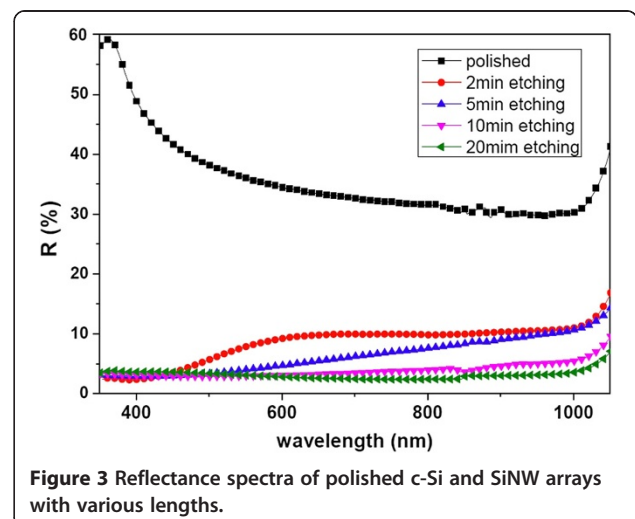 60
50
40
30
20
10
0
R (%)
polished
2min etching
5min etching
10min etching
20mim etching
400 600 800 1000
wavelength (nm)
Figure 3 Reflectance spectra of polished c-Si and SiNW arrays
with various lengths.